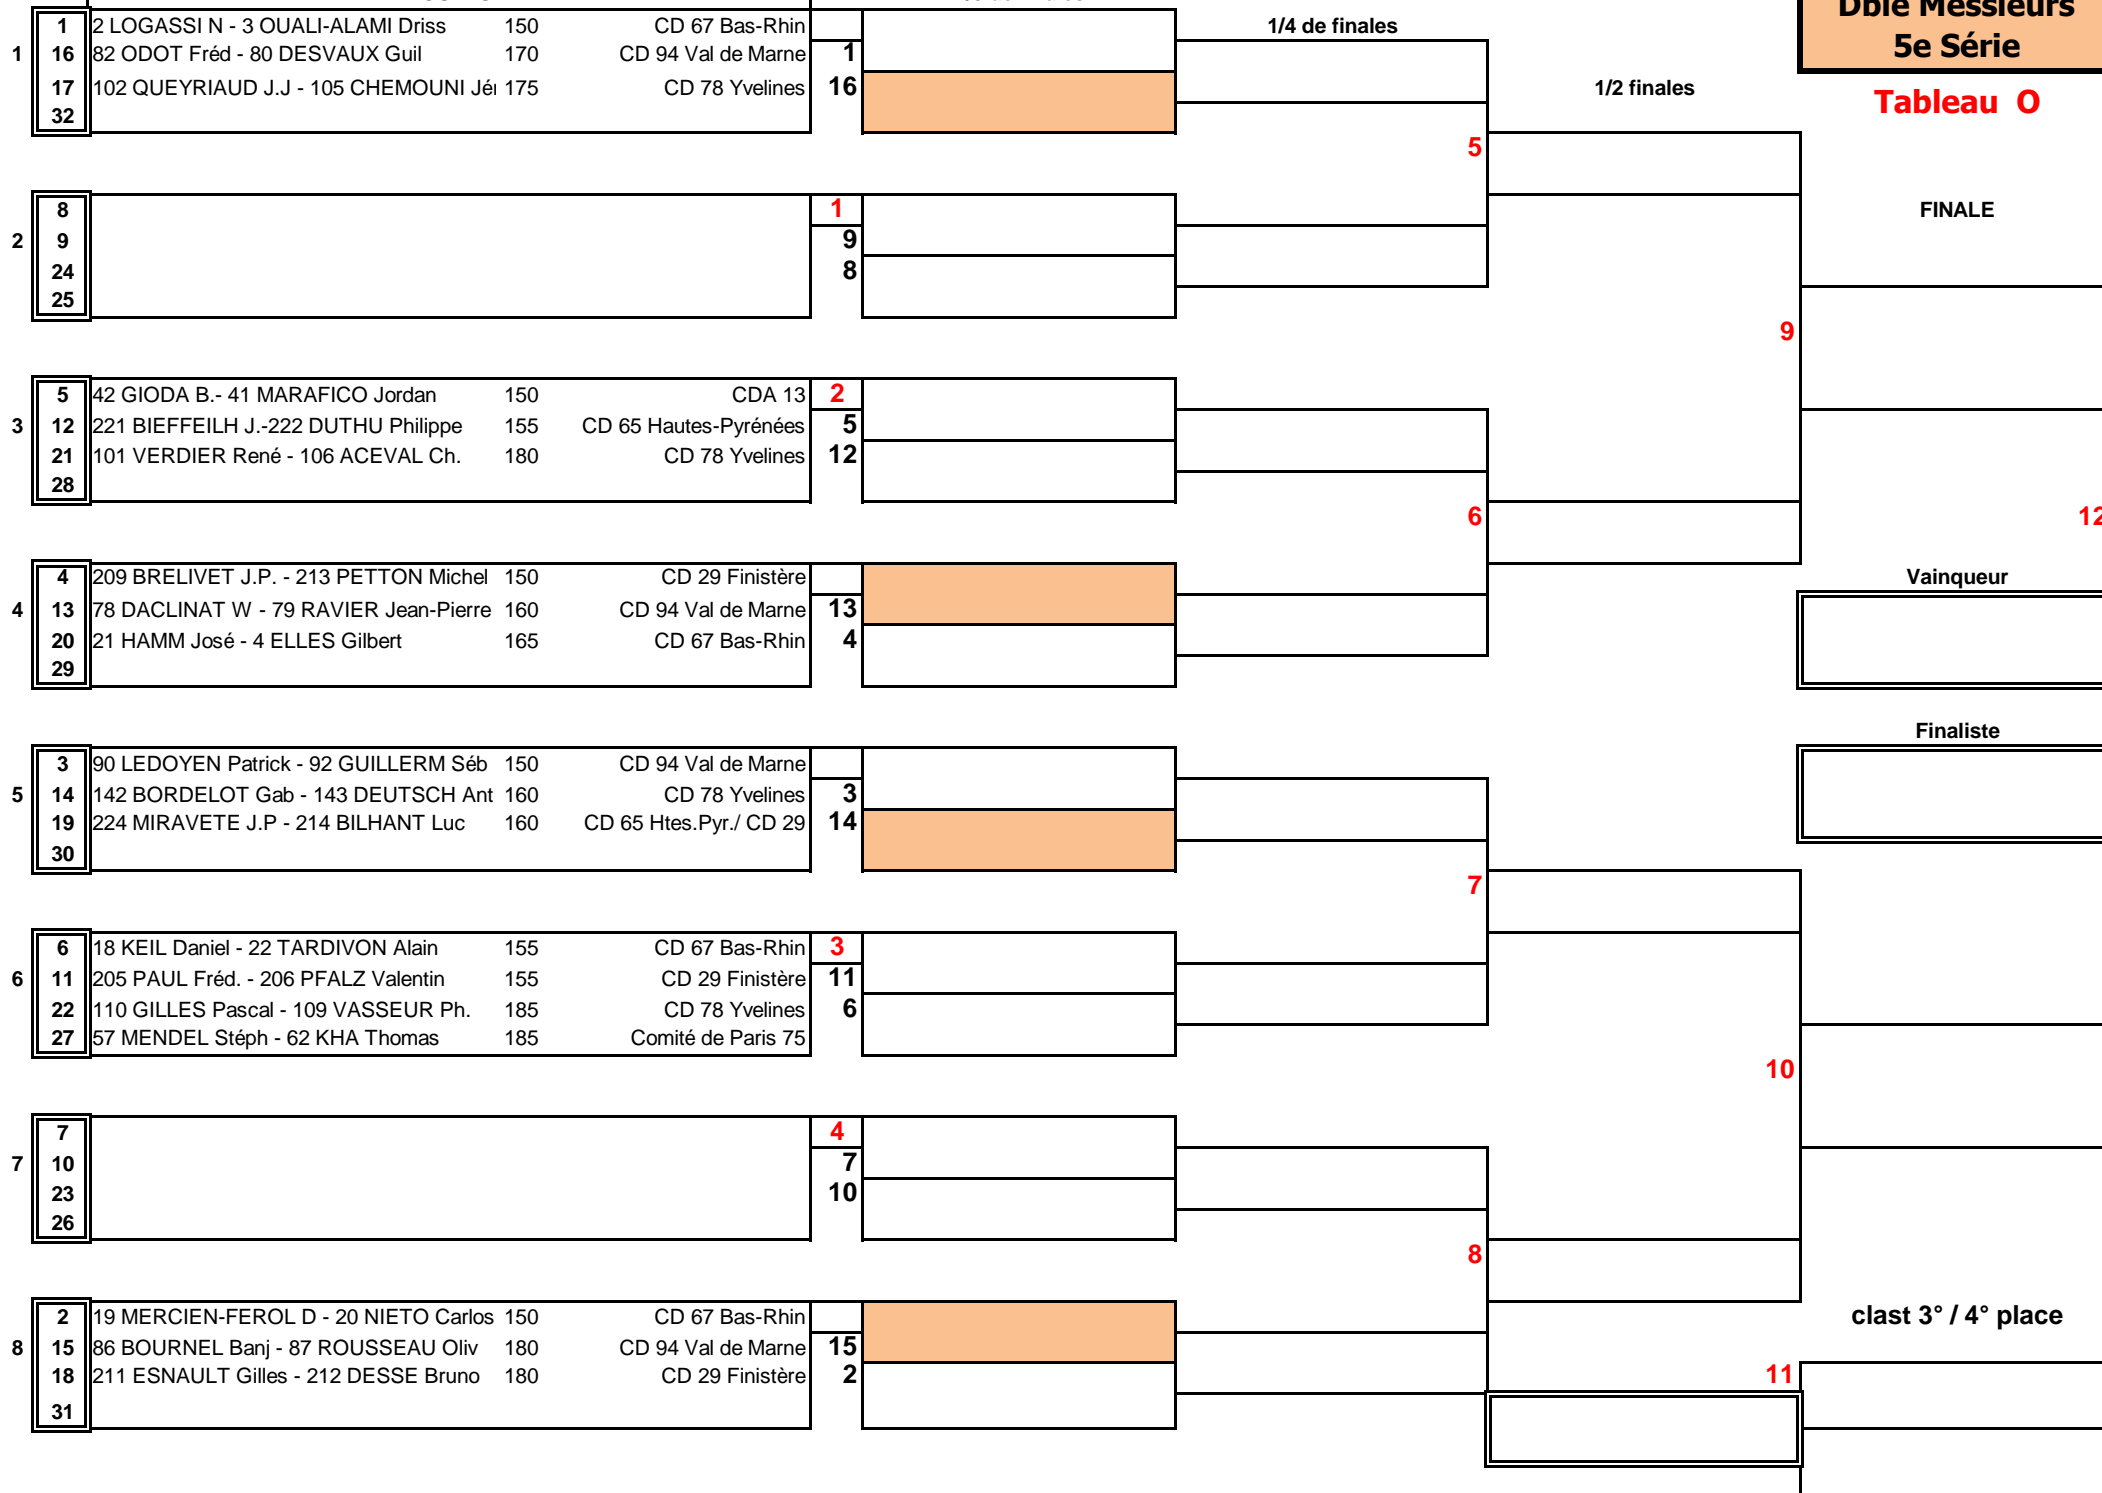 Dble Messieurs
5e Série
Tableau O
1/4 de finales
1/2 finales
FINALE
1
1 2 LOGASSI N - 3 OUALI-ALAMI Driss 150 CD 67 Bas-Rhin
16 82 ODOT Fréd - 80 DESVAUX Guil 170 CD 94 Val de Marne 1
17 102 QUEYRIAUD J.J - 105 CHEMOUNI Jér 175 CD 78 Yvelines 16
32
5
2
8 1
9 9
24 8
25
9
3
5 42 GIODA B.- 41 MARAFICO Jordan 150 CDA 13 2
12 221 BIEFFEILH J.-222 DUTHU Philippe 155 CD 65 Hautes-Pyrénées 5
21 101 VERDIER René - 106 ACEVAL Ch. 180 CD 78 Yvelines 12
28
6
12
4
4 209 BRELIVET J.P. - 213 PETTON Michel 150 CD 29 Finistère
13 78 DACLINAT W - 79 RAVIER Jean-Pierre 160 CD 94 Val de Marne 13
20 21 HAMM José - 4 ELLES Gilbert 165 CD 67 Bas-Rhin 4
29
Vainqueur
Finaliste
5
3 90 LEDOYEN Patrick - 92 GUILLERM Séb 150 CD 94 Val de Marne
14 142 BORDELOT Gab - 143 DEUTSCH Ant 160 CD 78 Yvelines 3
19 224 MIRAVETE J.P - 214 BILHANT Luc 160 CD 65 Htes.Pyr./ CD 29 14
30
7
6
6 18 KEIL Daniel - 22 TARDIVON Alain 155 CD 67 Bas-Rhin 3
11 205 PAUL Fréd. - 206 PFALZ Valentin 155 CD 29 Finistère 11
22 110 GILLES Pascal - 109 VASSEUR Ph. 185 CD 78 Yvelines 6
27 57 MENDEL Stéph - 62 KHA Thomas 185 Comité de Paris 75
10
7
7 4
10 7
23 10
26
8
8
2 19 MERCIEN-FEROL D - 20 NIETO Carlos 150 CD 67 Bas-Rhin
15 86 BOURNEL Banj - 87 ROUSSEAU Oliv 180 CD 94 Val de Marne 15
18 211 ESNAULT Gilles - 212 DESSE Bruno 180 CD 29 Finistère 2
31
clast 3° / 4° place
11